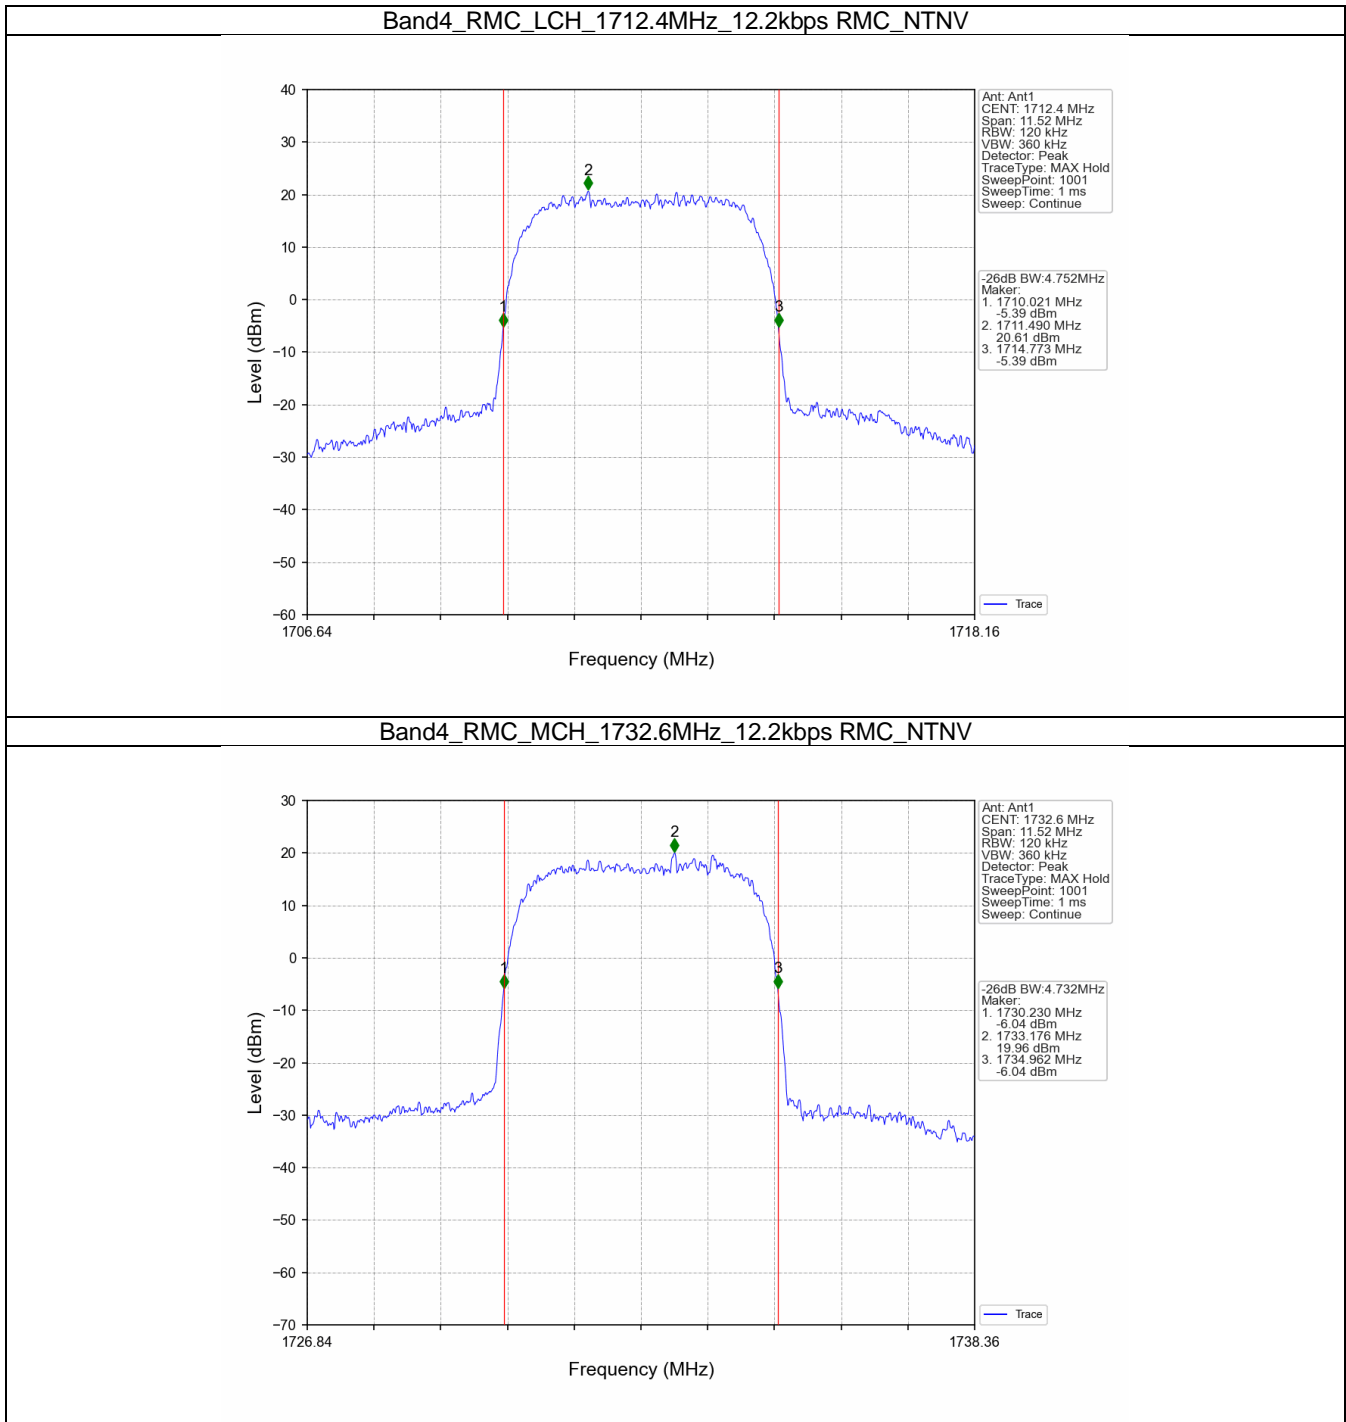 Band4_RMC_LCH_1712.4MHz_12.2kbps RMC_NTNV
40
30
20
10
0
−10
−20
−30
−40
−50
−60
Level (dBm)
1
2
3
1706.64
1718.16
Frequency (MHz)
Ant: Ant1
CENT: 1712.4 MHz
Span: 11.52 MHz
RBW: 120 kHz
VBW: 360 kHz
Detector: Peak
TraceType: MAX Hold
SweepPoint: 1001
SweepTime: 1 ms
Sweep: Continue
-26dB BW:4.752MHz
Maker:
1. 1710.021 MHz
-5.39 dBm
2. 1711.490 MHz
20.61 dBm
3. 1714.773 MHz
-5.39 dBm
Trace
Band4_RMC_MCH_1732.6MHz_12.2kbps RMC_NTNV
30
20
10
0
−10
−20
−30
−40
−50
−60
−70
Level (dBm)
1
2
3
1726.84
1738.36
Frequency (MHz)
Ant: Ant1
CENT: 1732.6 MHz
Span: 11.52 MHz
RBW: 120 kHz
VBW: 360 kHz
Detector: Peak
TraceType: MAX Hold
SweepPoint: 1001
SweepTime: 1 ms
Sweep: Continue
-26dB BW:4.732MHz
Maker:
1. 1730.230 MHz
-6.04 dBm
2. 1733.176 MHz
19.96 dBm
3. 1734.962 MHz
-6.04 dBm
Trace